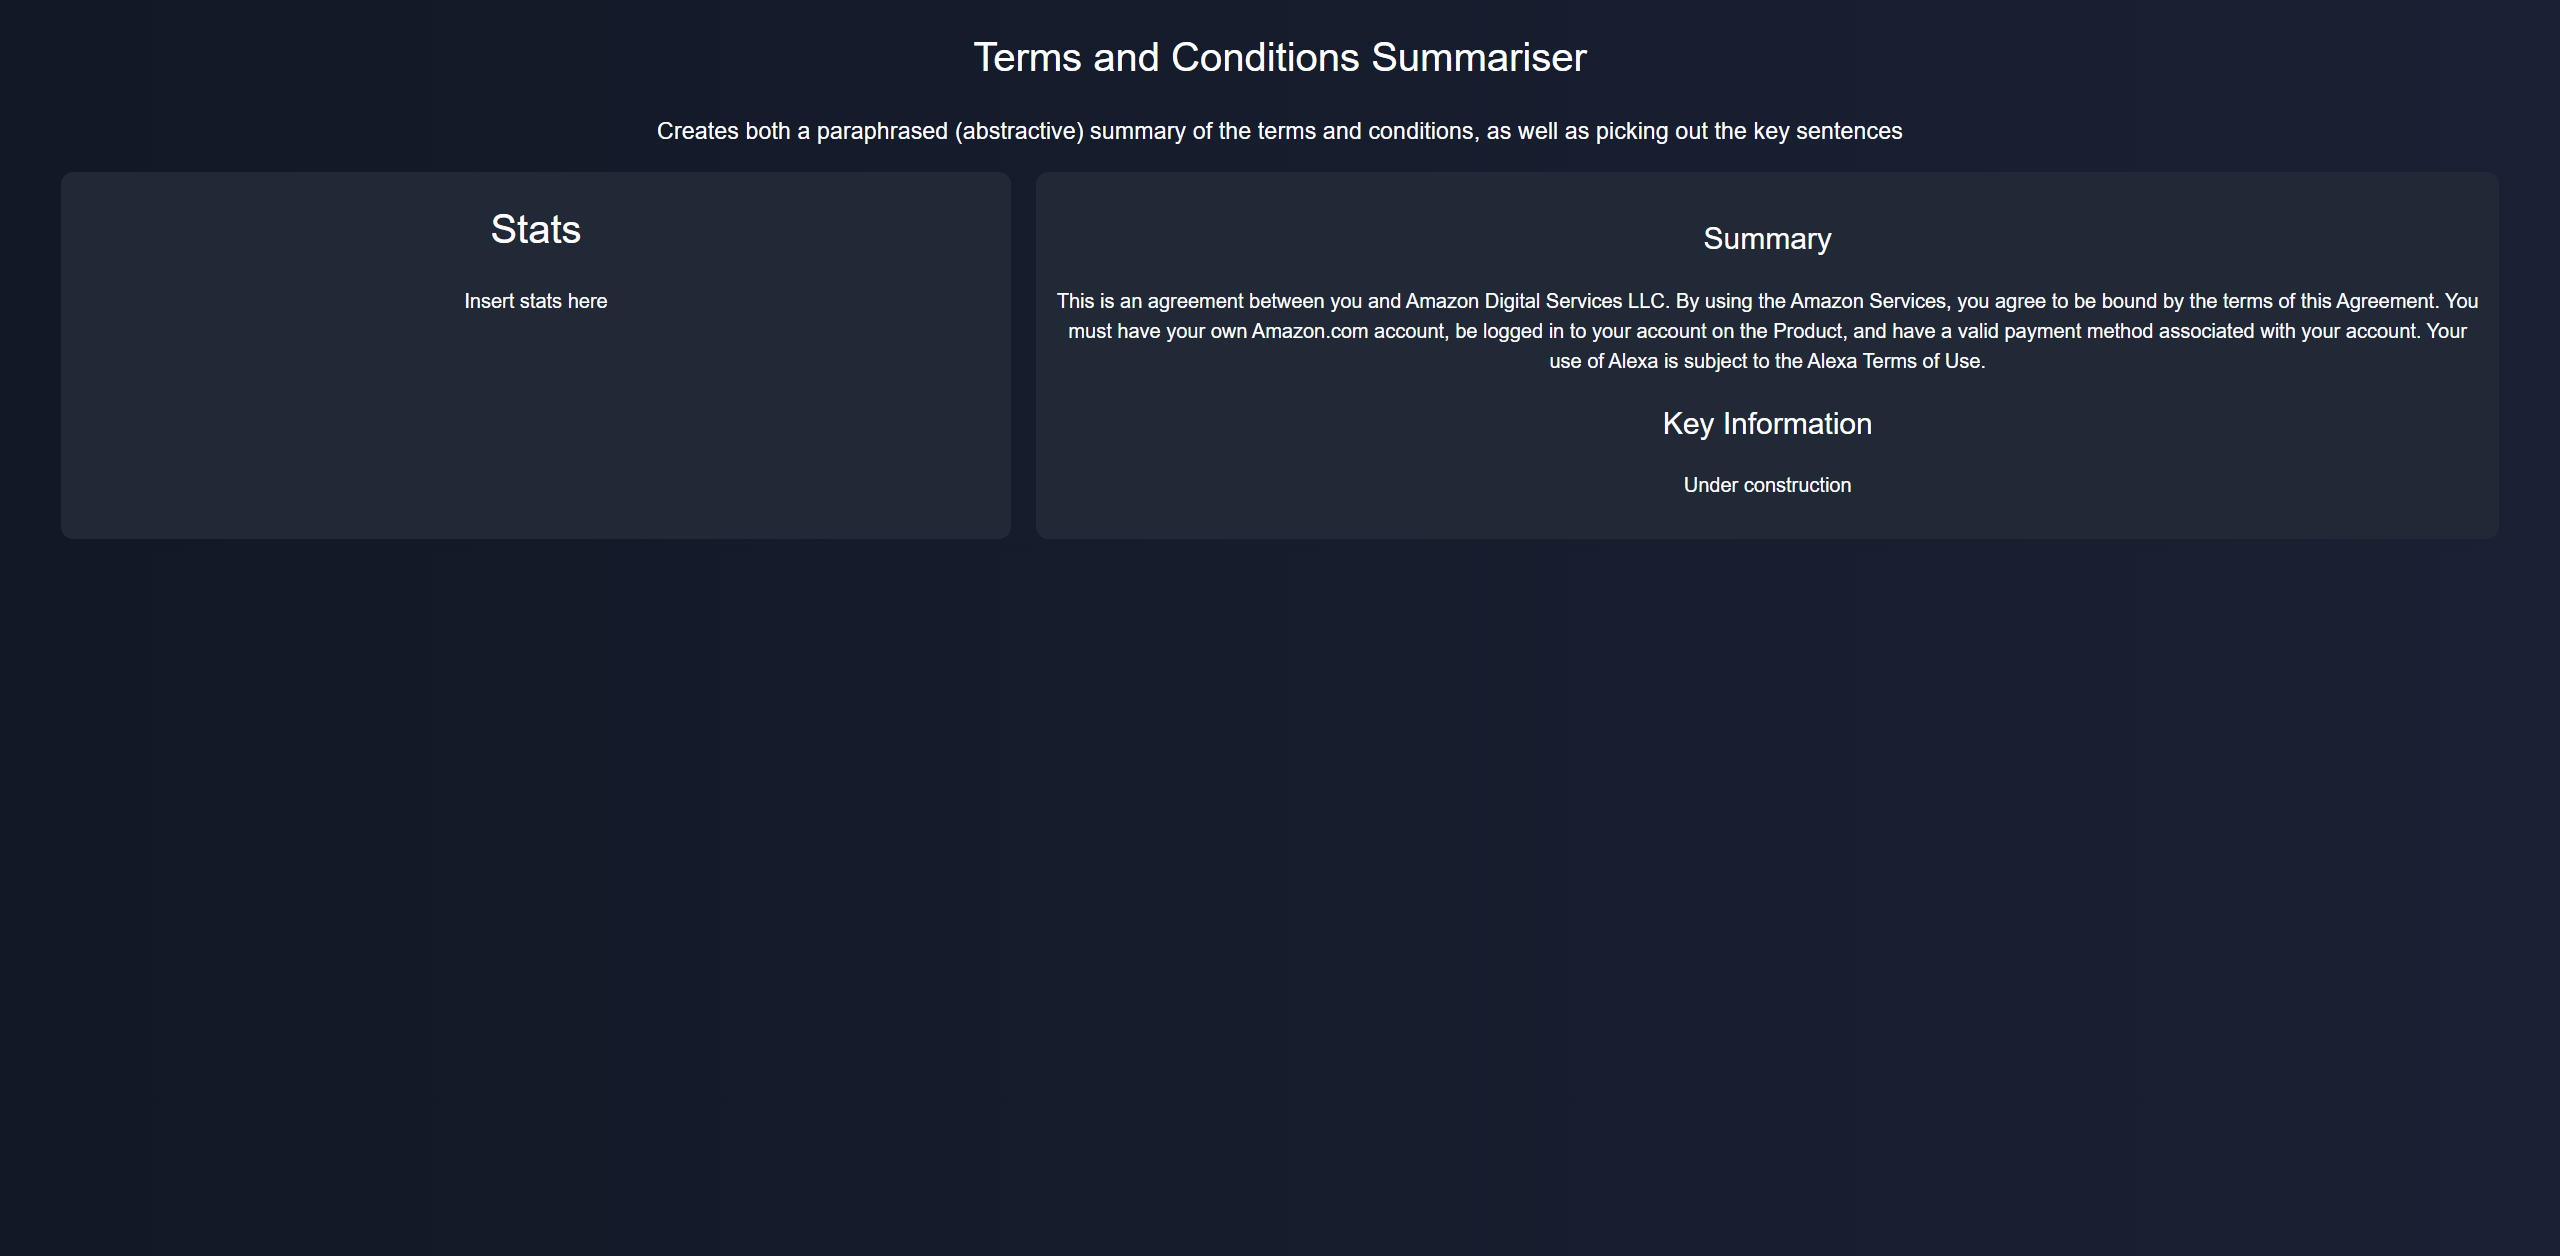 Terms and Conditions Summariser
Creates both a paraphrased (abstractive) summary of the terms and conditions, as well as picking out the key sentences
Stats
Insert stats here
Summary
This is an agreement between you and Amazon Digital Services LLC. By using the Amazon Services, you agree to be bound by the terms of this Agreement. You
must have your own Amazon.com account, be logged in to your account on the Product, and have a valid payment method associated with your account. Your
use of Alexa is subject to the Alexa Terms of Use.
Key Information
Under construction